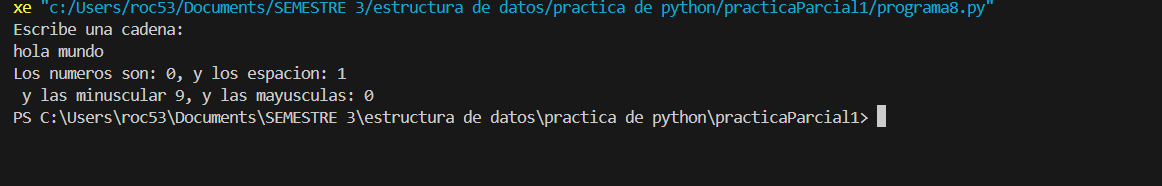 xe "c:/Users/roc53/Documents/SEMESTRE 3/estructura de datos/practica de python/practicaParcial1/programa8.py"
Escribe una cadena:
hola mundo
Los numeros son: 0, y los espacion: 1
 y las minuscular 9, y las mayusculas: 0
PS C:\Users\roc53\Documents\SEMESTRE 3\estructura de datos\practica de python\practicaParcial1>